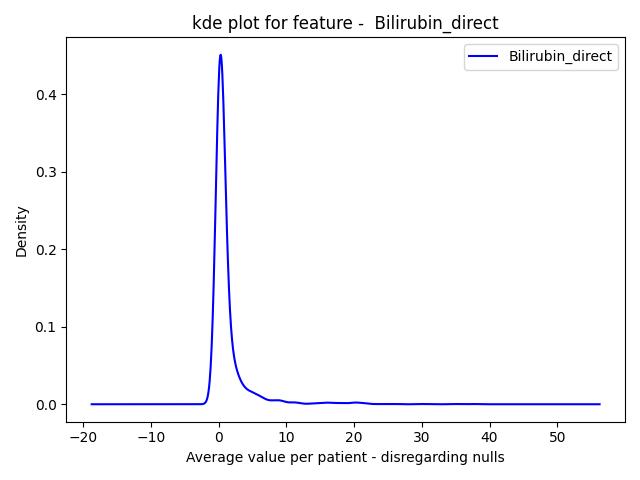 kde plot for feature -  Bilirubin_direct
Bilirubin_direct
Density
0.4
0.3
0.2
0.1
0.0
−20 −10 0 10 20 30 40 50
Average value per patient - disregarding nulls